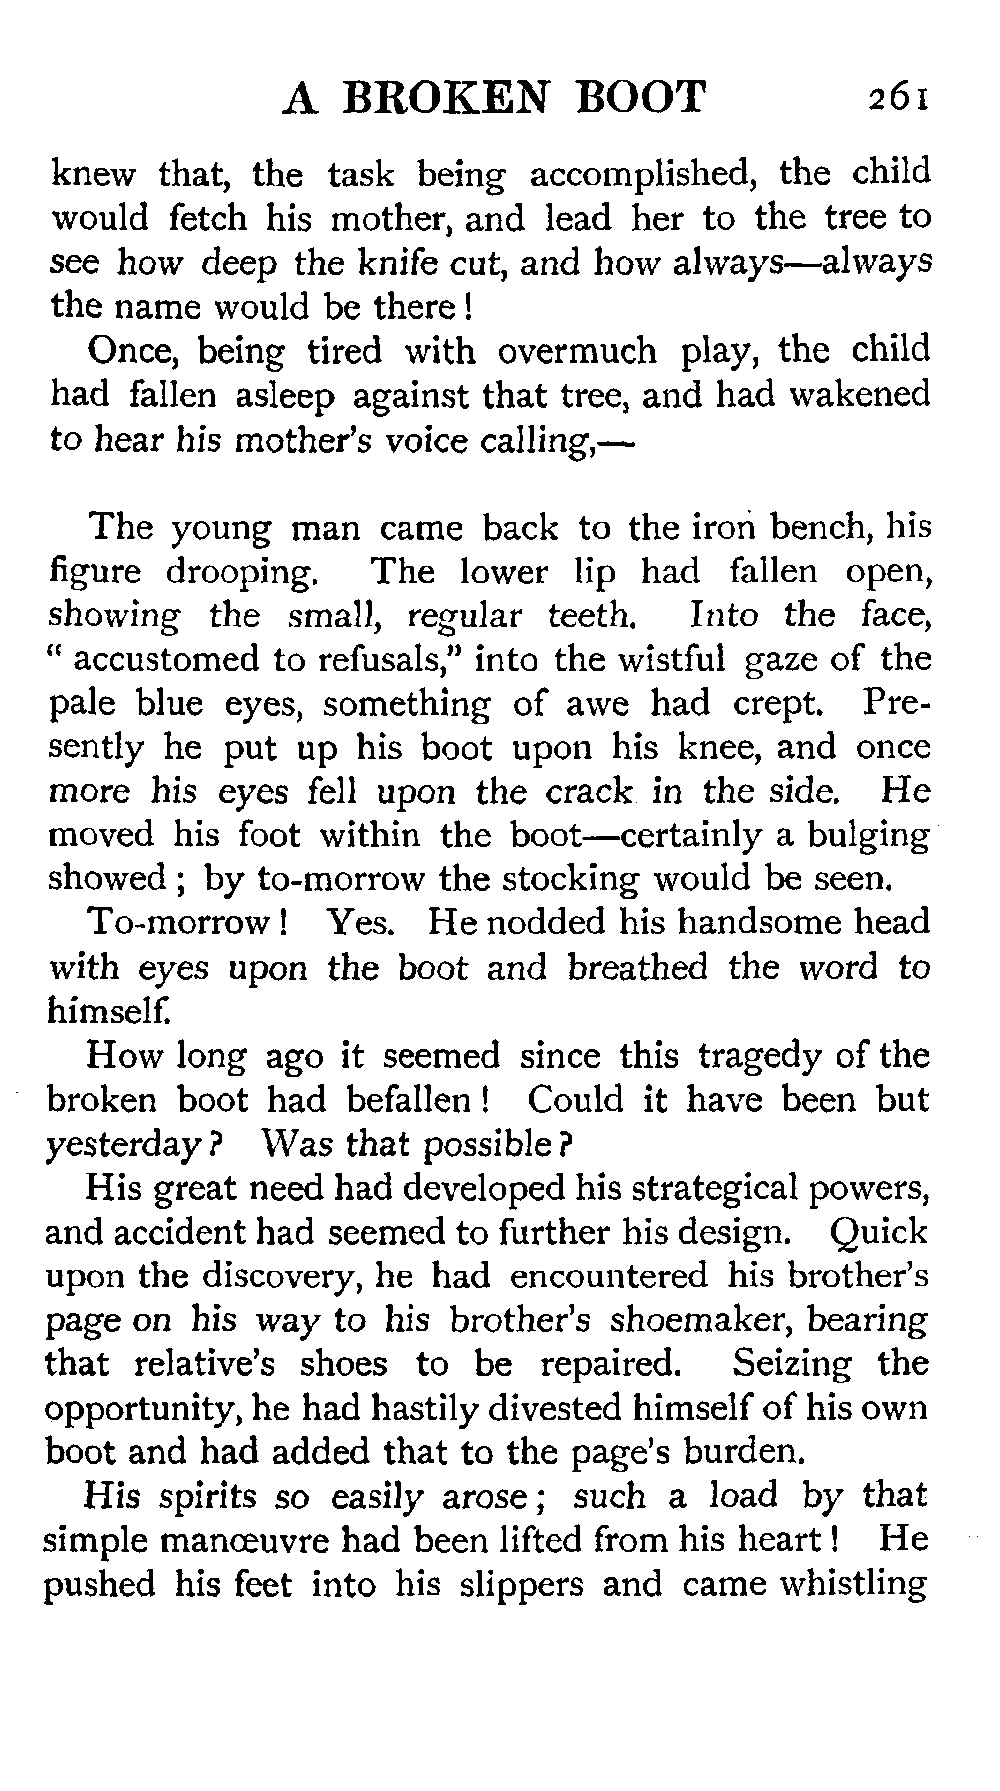 A BROKEN BOOT 261
knew that, the task being accomplished, the child
would fetch his mother, and lead her to the tree to
see how deep the knife cut, and how always—always
the name would be there !
Once, being tired with overmuch play, the child
had fallen asleep against that tree, and had wakened
to hear his mother's voice calling,—
The young man came back to the iron bench, his
figure drooping. The lower lip had fallen open,
showing the small, regular teeth. Into the face,
“ accustomed to refusals,” into the wistful gaze of the
pale blue eyes, something of awe had crept. Pre-
sently he put up his boot upon his knee, and once
more his eyes fell upon the crack in the side. He
moved his foot within the boot—certainly a bulging
showed ; by to-morrow the stocking would be seen.
To-morrow ! Yes. He nodded his handsome head
with eyes upon the boot and breathed the word to
himself.
How long ago it seemed since this tragedy of the
broken boot had befallen ! Could it have been but
yesterday ? Was that possible ?
His great need had developed his strategical powers,
and accident had seemed to further his design. Quick
upon the discovery, he had encountered his brother's
page on his way to his brother's shoemaker, bearing
that relative's shoes to be repaired. Seizing the
opportunity, he had hastily divested himself of his own
boot and had added that to the page's burden.
His spirits so easily arose ; such a load by that
simple manœuvre had been lifted from his heart ! He
pushed his feet into his slippers and came whistling